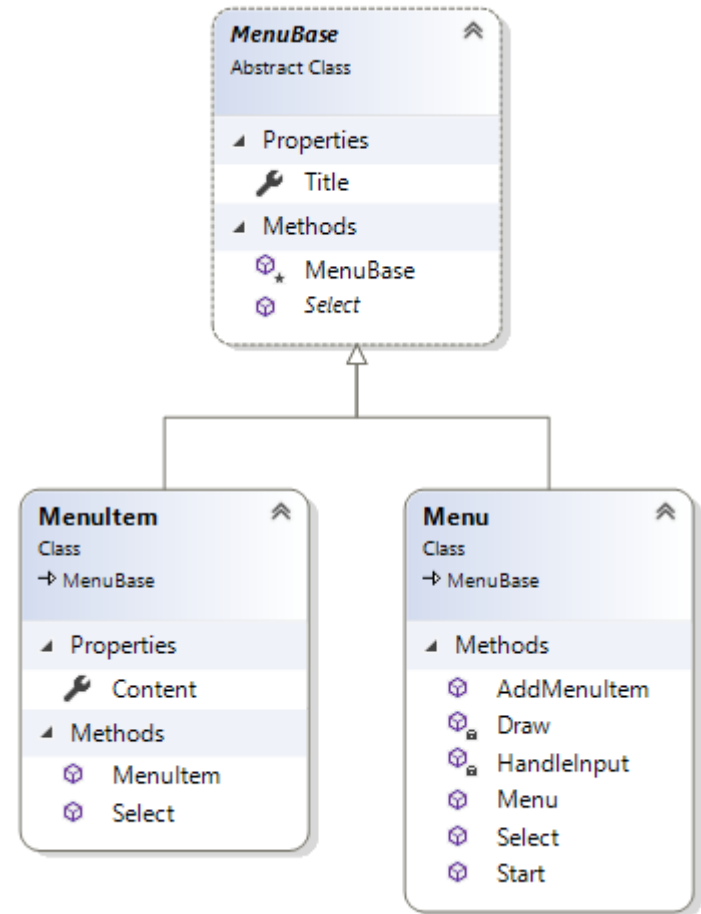 MenuBase
Abstract Class
Properties
Title
Methods
MenuBase
Select
MenuItem
Class
MenuBase
Properties
Content
Methods
MenuItem
Select
Menu
Class
MenuBase
Methods
AddMenuItem
Draw
HandleInput
Menu
Select
Start